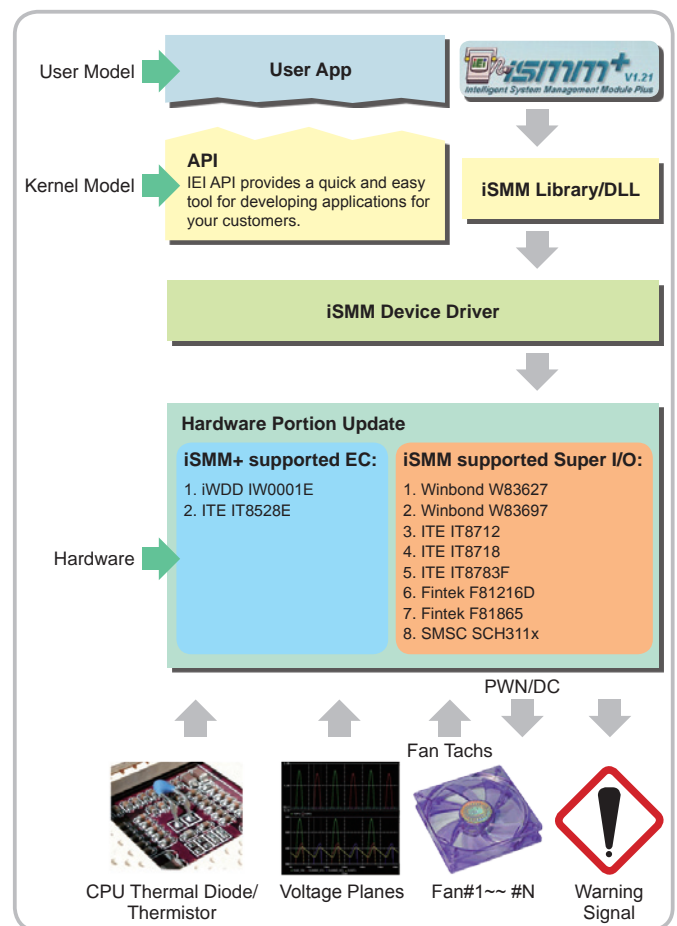 User Model
User App
IEI
iSMM+
V1.21
Intelligent System Management Module Plus
Kernel Model
API
IEI API provides a quick and easy
tool for developing applications for
your customers.
iSMM Library/DLL
iSMM Device Driver
Hardware
Hardware Portion Update
iSMM+ supported EC:
1. iWDD IW0001E
2. ITE IT8528E
iSMM supported Super I/O:
1. Winbond W83627
2. Winbond W83697
3. ITE IT8712
4. ITE IT8718
5. ITE IT8783F
6. Fintek F81216D
7. Fintek F81865
8. SMSC SCH311x
PWN/DC
Fan Tachs
CPU Thermal Diode/
Thermistor
Voltage Planes
Fan#1~~ #N
Warning
Signal